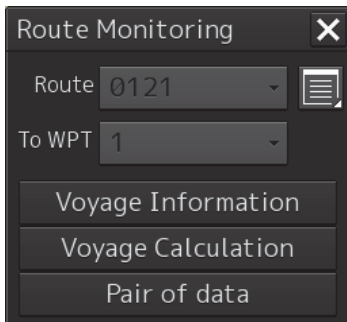 Route Monitoring
Route 0121
To WPT 1
Voyage Information
Voyage Calculation
Pair of data